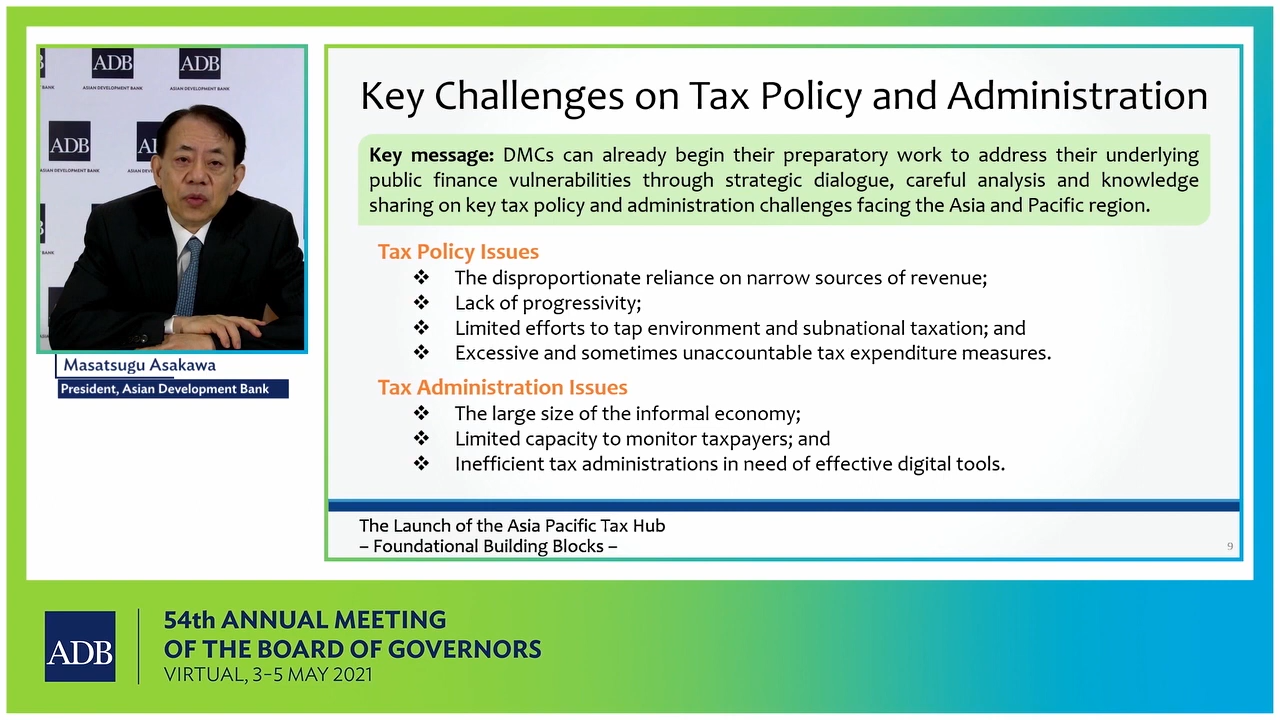 ADB
ASIAN DEVELOPMENT BANK
ADB
ASIAN DEVELOPMENT BANK
BANK
ADB
ASIAN DEVELOPMENT BANK
Masatsugu Asakawa
President, Asian Development Bank
Key Challenges on Tax Policy and Administration
Key message: DMCs can already begin their preparatory work to address their underlying
public finance vulnerabilities through strategic dialogue, careful analysis and knowledge
sharing on key tax policy and administration challenges facing the Asia and Pacific region.
Tax Policy Issues
❖ The disproportionate reliance on narrow sources of revenue;
❖ Lack of progressivity;
❖ Limited efforts to tap environment and subnational taxation; and
❖ Excessive and sometimes unaccountable tax expenditure measures.
Tax Administration Issues
❖ The large size of the informal economy;
❖ Limited capacity to monitor taxpayers; and
❖ Inefficient tax administrations in need of effective digital tools.
The Launch of the Asia Pacific Tax Hub
– Foundational Building Blocks –
9
ADB
54th ANNUAL MEETING
OF THE BOARD OF GOVERNORS
VIRTUAL, 3–5 MAY 2021